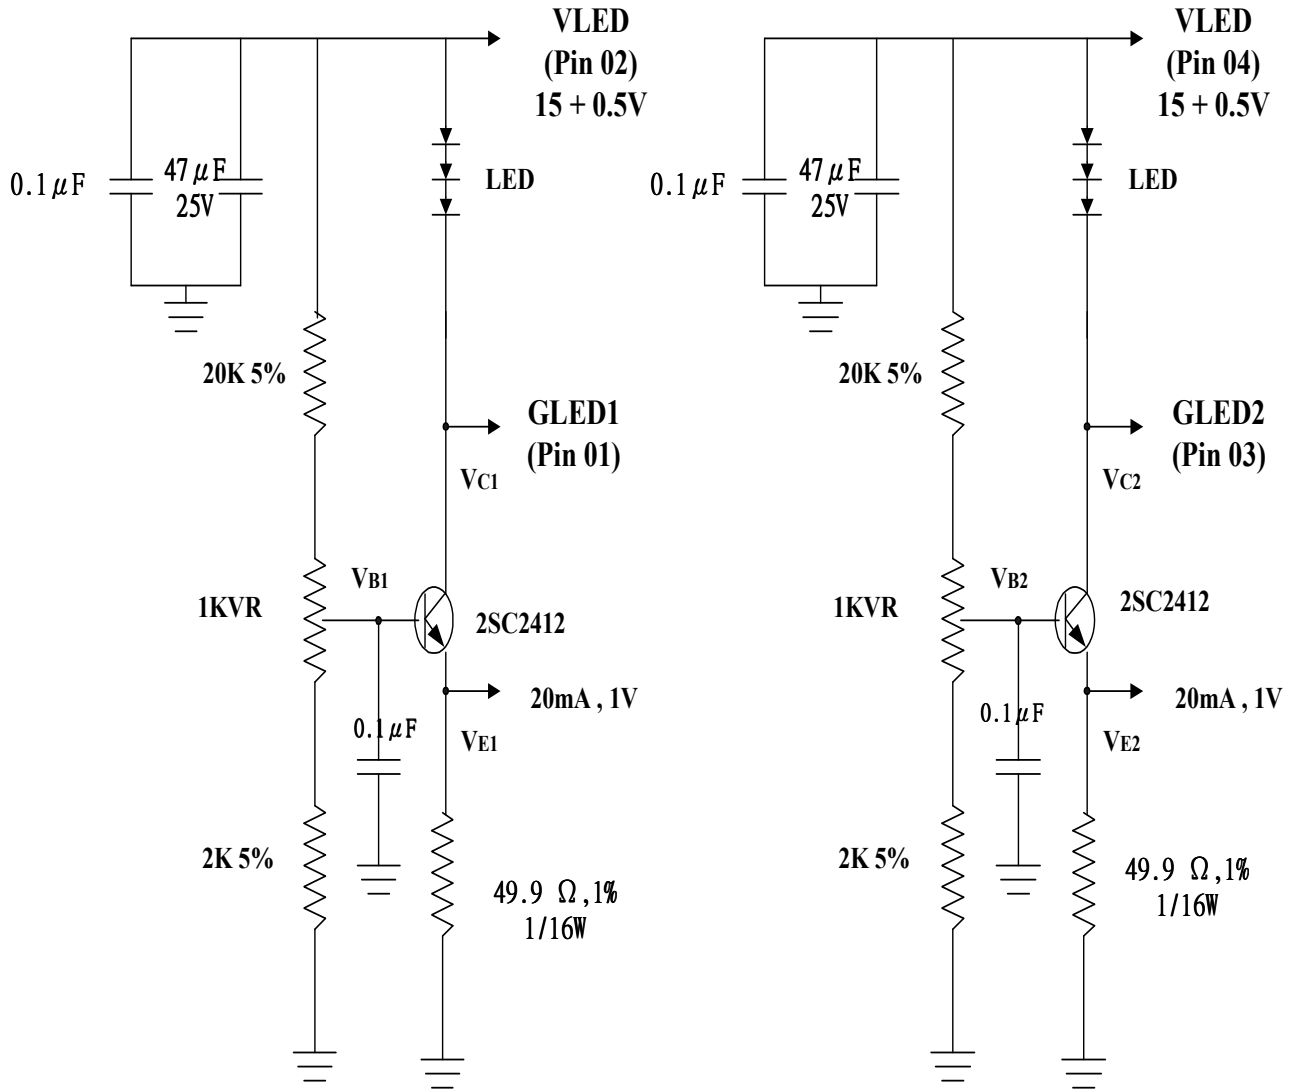 VLED
(Pin 02)
15 + 0.5V
0.1μF
47μF
25V
LED
20K 5%
GLED1
(Pin 01)
VC1
VB1
1KVR
2SC2412
20mA , 1V
0.1μF
VE1
2K 5%
49.9 Ω ,1%
1/16W
VLED
(Pin 04)
15 + 0.5V
0.1μF
47μF
25V
LED
20K 5%
GLED2
(Pin 03)
VC2
VB2
1KVR
2SC2412
20mA , 1V
0.1μF
VE2
2K 5%
49.9 Ω ,1%
1/16W